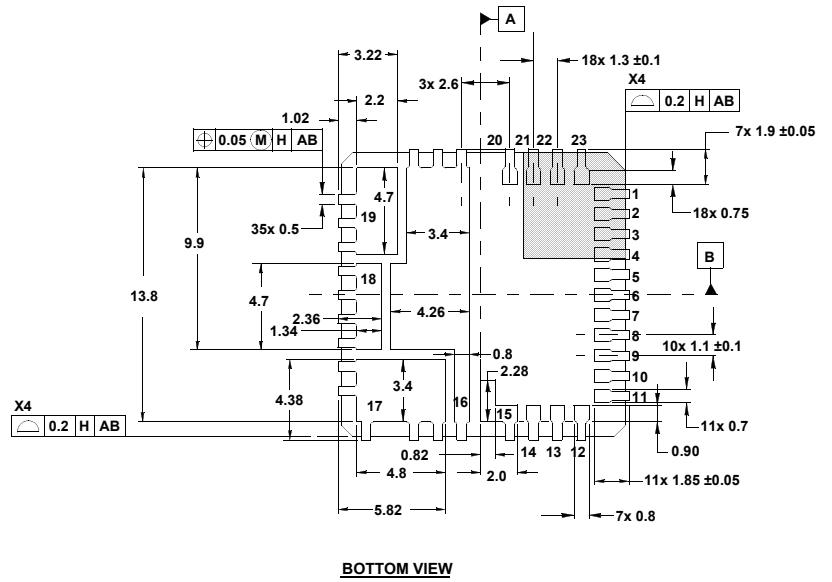 A
3.22
18x 1.3 ±0.1
3x 2.6
X4
2.2
0.2 H AB
1.02
0.05 M H AB
20 21 22 23
7x 1.9 ±0.05
4.7
1
18x 0.75
19
2
35x 0.5
3.4
3
9.9
4
B
5
18
13.8
4.7
6
4.26
2.36
7
1.34
8
10x 1.1 ±0.1
0.8
9
2.28
3.4
10
4.38
X4
17
16
11
0.2 H AB
15
11x 0.7
14 13 12
0.82
0.90
4.8
2.0
11x 1.85 ±0.05
5.82
7x 0.8
BOTTOM VIEW